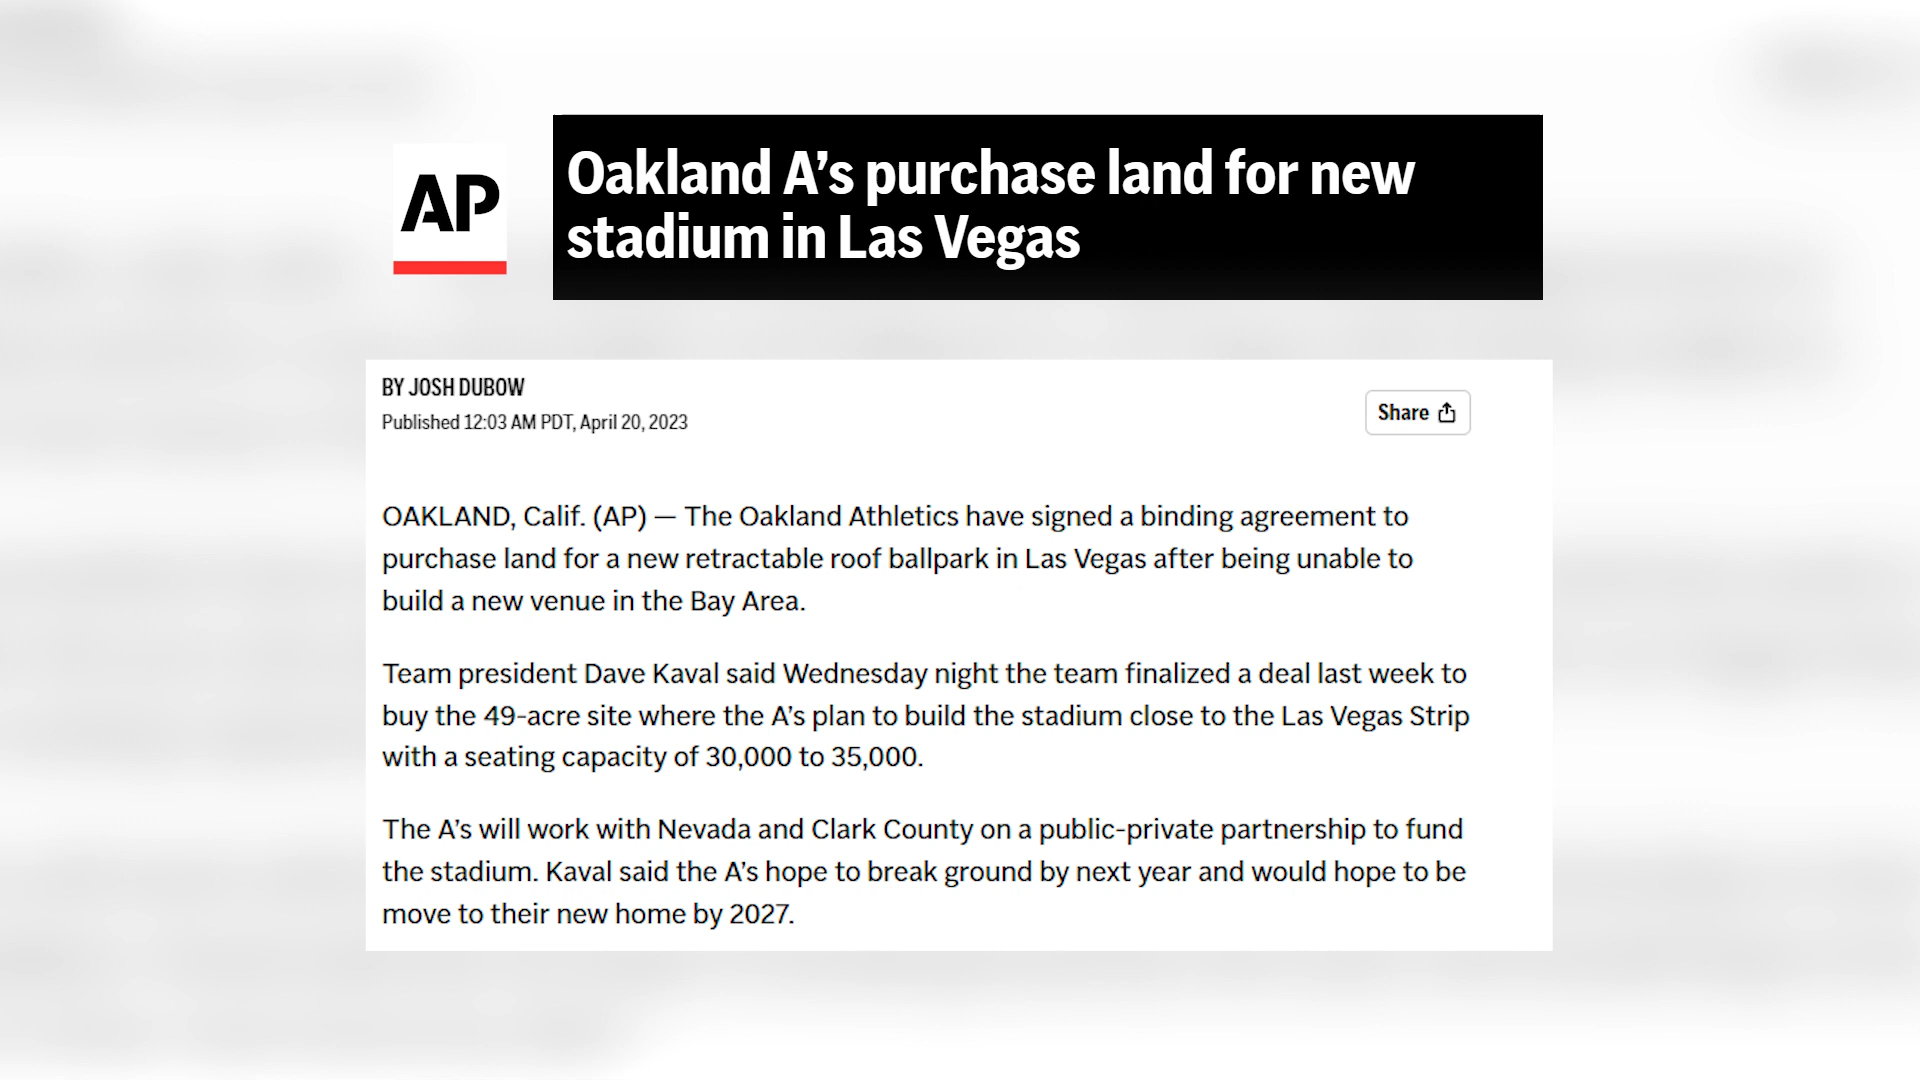 AP
Oakland A’s purchase land for new
stadium in Las Vegas
BY JOSH DUBOW
Published 12:03 AM PDT, April 20, 2023
Share
OAKLAND, Calif. (AP) — The Oakland Athletics have signed a binding agreement to
purchase land for a new retractable roof ballpark in Las Vegas after being unable to
build a new venue in the Bay Area.
Team president Dave Kaval said Wednesday night the team finalized a deal last week to
buy the 49-acre site where the A’s plan to build the stadium close to the Las Vegas Strip
with a seating capacity of 30,000 to 35,000.
The A’s will work with Nevada and Clark County on a public-private partnership to fund
the stadium. Kaval said the A’s hope to break ground by next year and would hope to be
move to their new home by 2027.